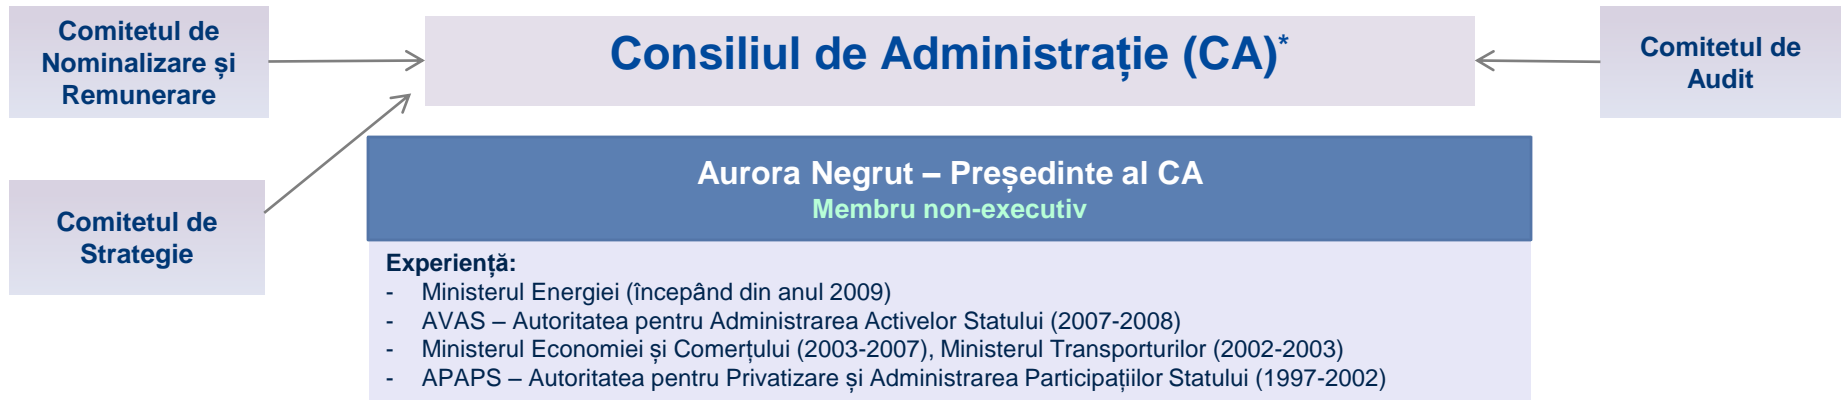 Comitetul de
Nominalizare și
Remunerare
Consiliul de Administrație (CA)*
Comitetul de
Audit
Comitetul de
Strategie
Aurora Negrut – Președinte al CA
Membru non-executiv
Experiență:
- Ministerul Energiei (începând din anul 2009)
- AVAS – Autoritatea pentru Administrarea Activelor Statului (2007-2008)
- Ministerul Economiei și Comerțului (2003-2007), Ministerul Transporturilor (2002-2003)
- APAPS – Autoritatea pentru Privatizare și Administrarea Participațiilor Statului (1997-2002)